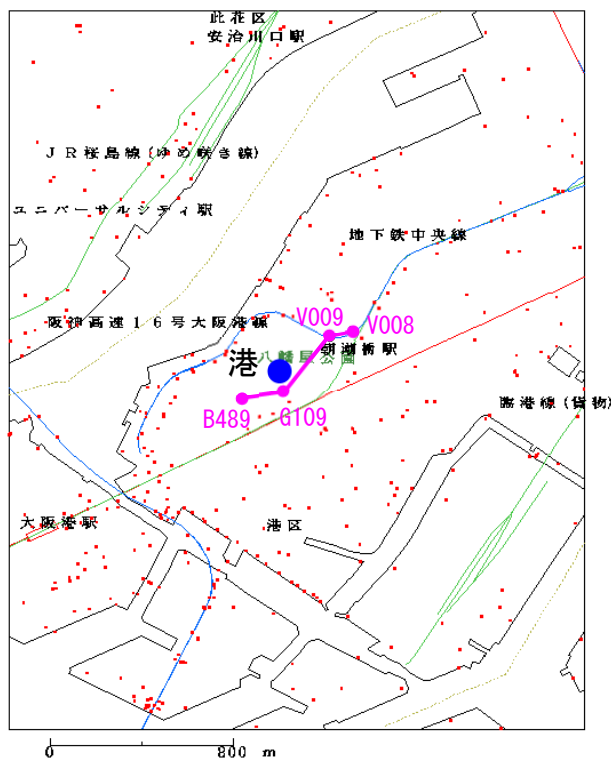 此花区
安治川口駅
JR桜島線(ゆめ咲き線)
ユニバーサルシティ駅
地下鉄中央線
V009
阪神高速16号大阪港線
V008
朝潮橋駅
八幡屋公園
港
B489
G109
臨港線(貨物)
大阪港駅
港区
0 800 m